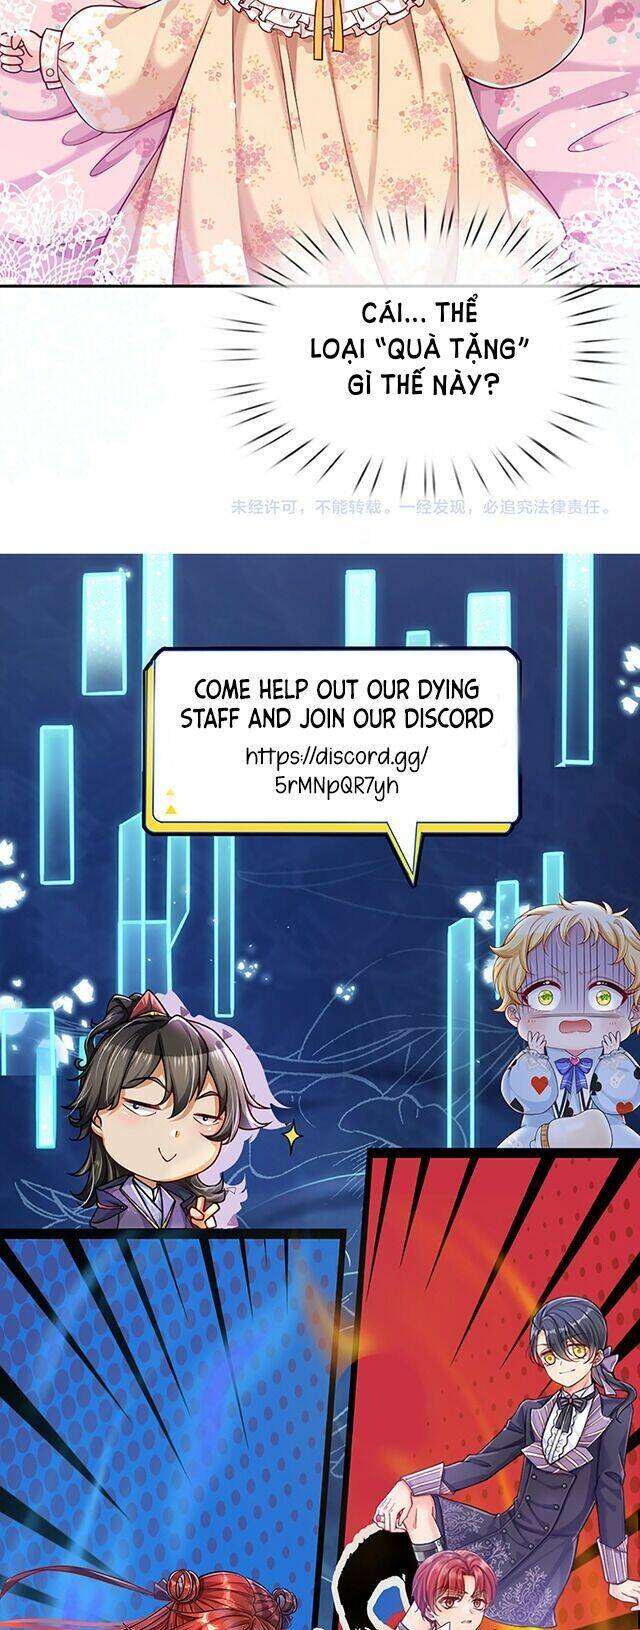 CÁI... THỂ
LOẠI “QUÀ TẶNG”
GÌ THẾ NÀY?
未经许可，不能转载。一经发现，必追究法律责任。
COME HELP OUT OUR DYING
STAFF AND JOIN OUR DISCORD
https://discord.gg/
5rMNpQR7yh